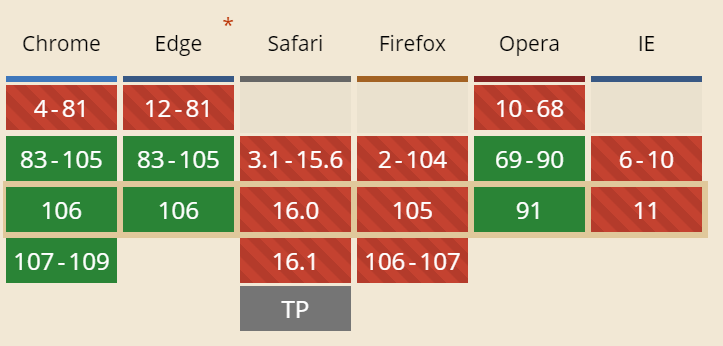 *
Chrome Edge Safari Firefox Opera IE
4-81 12-81 10-68
83-105 83-105 3.1-15.6 2-104 69-90 6-10
106 106 16.0 105 91 11
107-109 16.1 106-107
TP